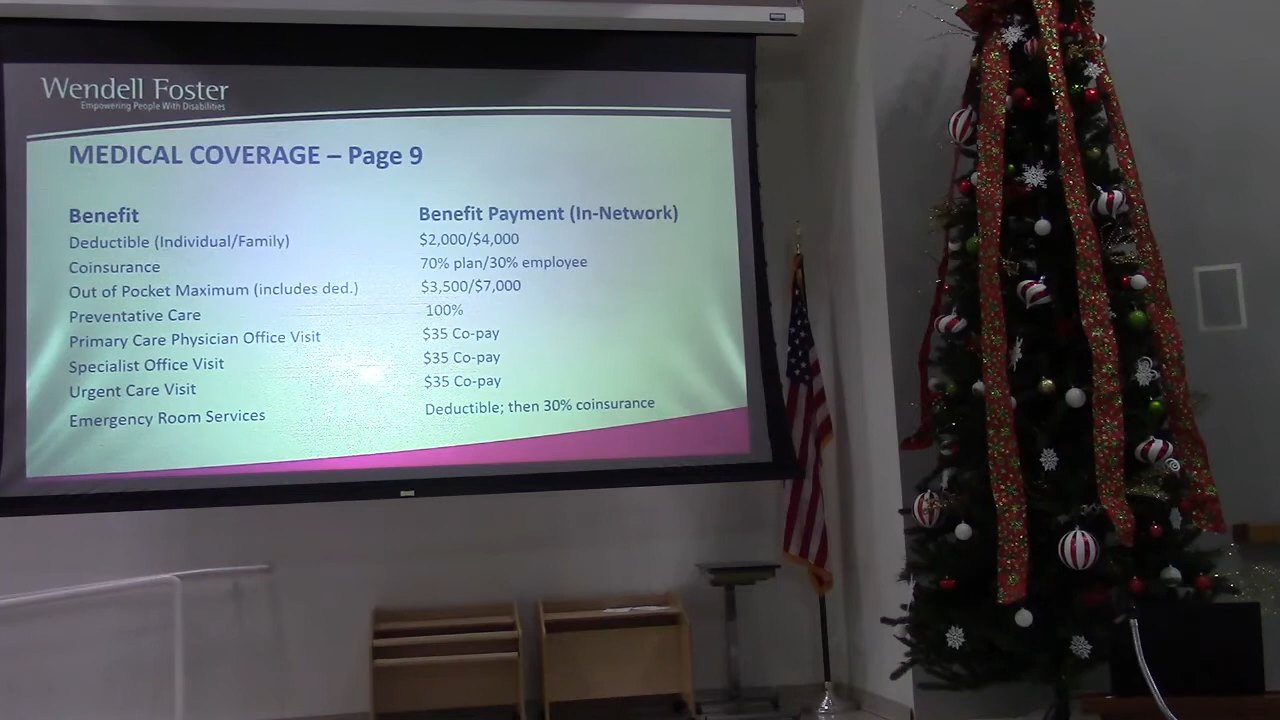 Wendell Foster
Empowering People With Disabilities
MEDICAL COVERAGE – Page 9
Benefit Benefit Payment (In-Network)
Deductible (Individual/Family) $2,000/$4,000
Coinsurance 70% plan/30% employee
Out of Pocket Maximum (includes ded.) $3,500/$7,000
Preventative Care 100%
Primary Care Physician Office Visit $35 Co-pay
Specialist Office Visit $35 Co-pay
Urgent Care Visit $35 Co-pay
Emergency Room Services Deductible; then 30% coinsurance